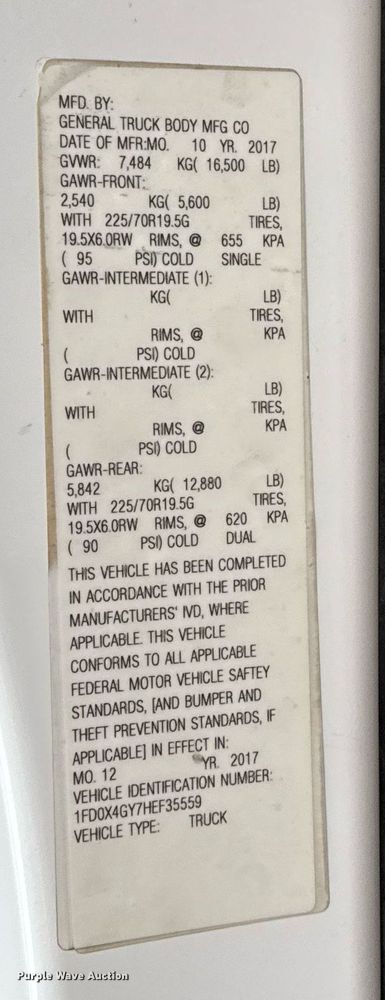 MFD. BY:
GENERAL TRUCK BODY MFG CO
DATE OF MFR:MO. 10 YR. 2017
GVWR: 7,484 KG( 16,500 LB)
GAWR-FRONT:
2,540 KG( 5,600 LB)
WITH 225/70R19.5G TIRES,
19.5X6.0RW RIMS, @ 655 KPA
( 95 PSI) COLD SINGLE
GAWR-INTERMEDIATE (1):
KG( LB)
WITH TIRES,
RIMS, @ KPA
( PSI) COLD
GAWR-INTERMEDIATE (2):
KG( LB)
WITH TIRES,
RIMS, @ KPA
( PSI) COLD
GAWR-REAR:
5,842 KG( 12,880 LB)
WITH 225/70R19.5G TIRES,
19.5X6.0RW RIMS, @ 620 KPA
( 90 PSI) COLD DUAL
THIS VEHICLE HAS BEEN COMPLETED
IN ACCORDANCE WITH THE PRIOR
MANUFACTURERS' IVD, WHERE
APPLICABLE. THIS VEHICLE
CONFORMS TO ALL APPLICABLE
FEDERAL MOTOR VEHICLE SAFTEY
STANDARDS, [AND BUMPER AND
THEFT PREVENTION STANDARDS, IF
APPLICABLE] IN EFFECT IN:
MO. 12 YR. 2017
VEHICLE IDENTIFICATION NUMBER:
1FD0X4GY7HEF35559
VEHICLE TYPE: TRUCK
Purple Wave Auction